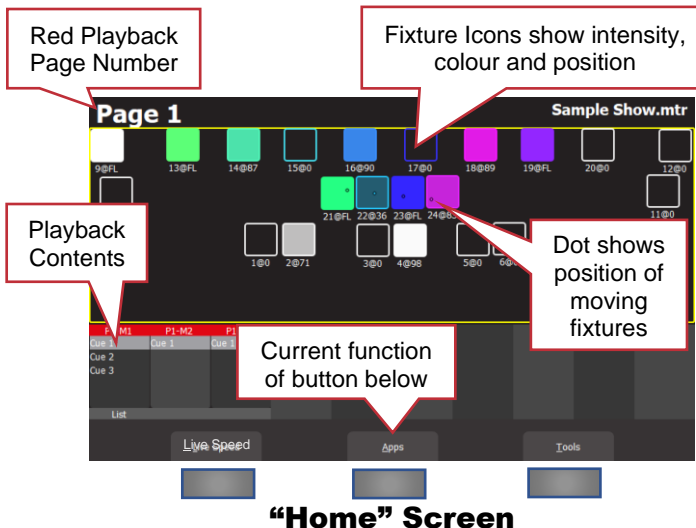 Red Playback
Page Number
Fixture Icons show intensity,
colour and position
Page 1
Sample Show.mtr
9@FL
13@FL
14@87
15@0
16@90
17@0
18@89
19@FL
20@0
12@0
21@FL
22@36
23@FL
24@83
11@0
Playback
Contents
Dot shows
position of
moving
fixtures
1@0
2@71
3@0
4@98
5@0
P1-M2
Cue 1
Cue 1
Cue 2
Cue 3
Current function
of button below
List
Live Speed
Apps
Tools
“Home” Screen